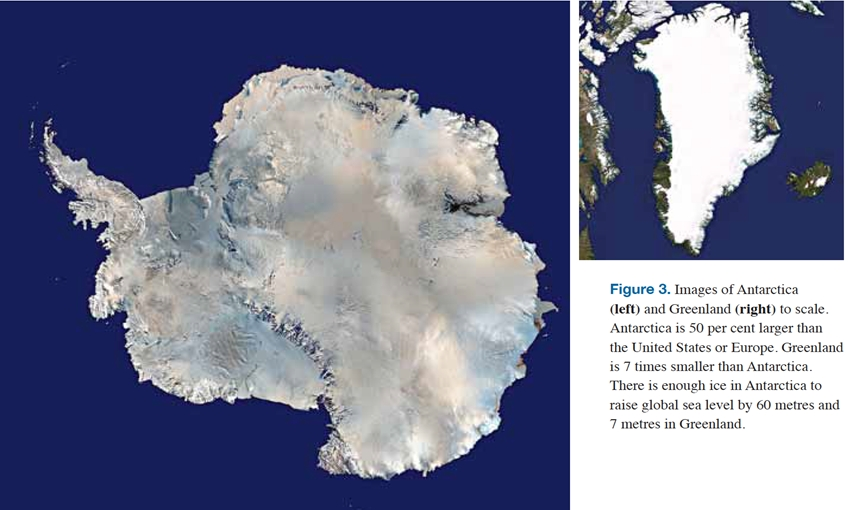 Figure 3. Images of Antarctica
(left) and Greenland (right) to scale.
Antarctica is 50 per cent larger than
the United States or Europe. Greenland
is 7 times smaller than Antarctica.
There is enough ice in Antarctica to
raise global sea level by 60 metres and
7 metres in Greenland.